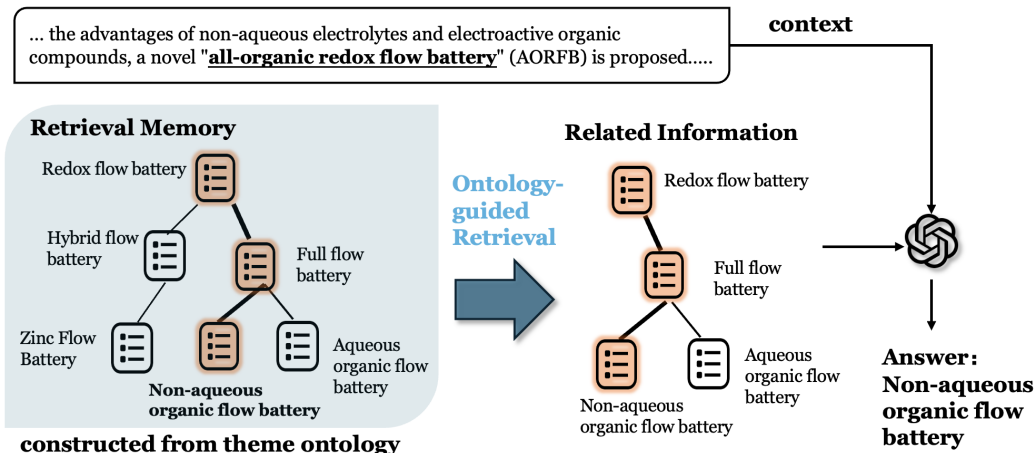 ... the advantages of non-aqueous electrolytes and electroactive organic
compounds, a novel "all-organic redox flow battery" (AORFB) is proposed.....
context
Retrieval Memory
Redox flow battery
Hybrid flow
battery
Full flow
battery
Zinc Flow
Battery
Aqueous
organic flow
battery
Non-aqueous
organic flow battery
constructed from theme ontology
Ontology-
guided
Retrieval
Related Information
Redox flow battery
Full flow
battery
Aqueous
organic flow
battery
Non-aqueous
organic flow battery
Answer:
Non-aqueous
organic flow
battery